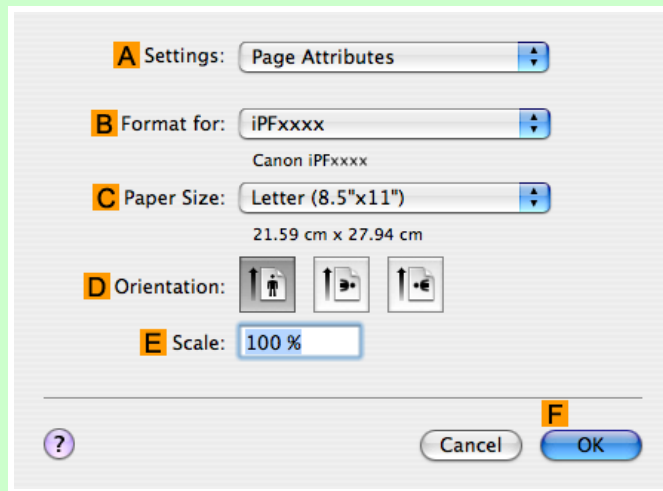 A Settings: Page Attributes
B Format for: iPFxxxx
Canon iPFxxxx
C Paper Size: Letter (8.5"x11")
21.59 cm x 27.94 cm
D Orientation:
E Scale: 100 %
F
? Cancel OK